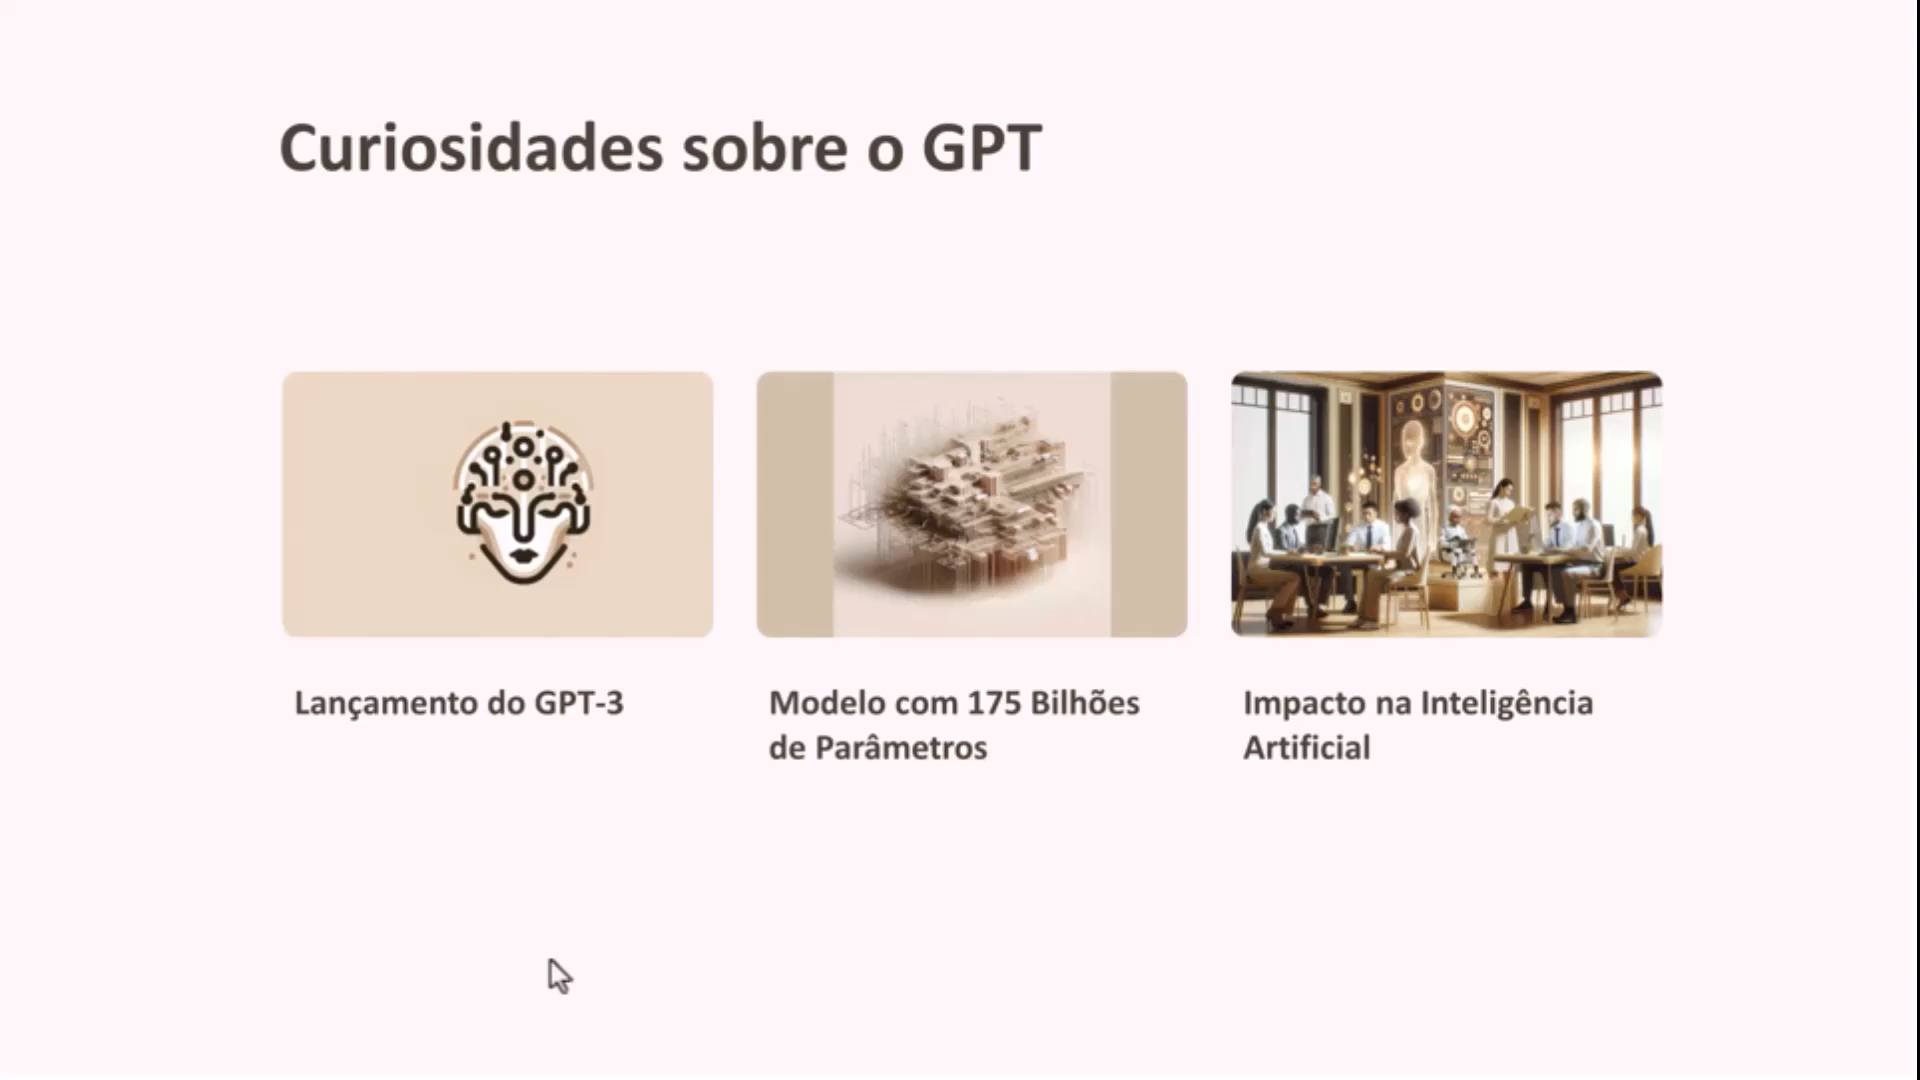 Curiosidades sobre o GPT
Lançamento do GPT-3
Modelo com 175 Bilhões
de Parâmetros
Impacto na Inteligência
Artificial